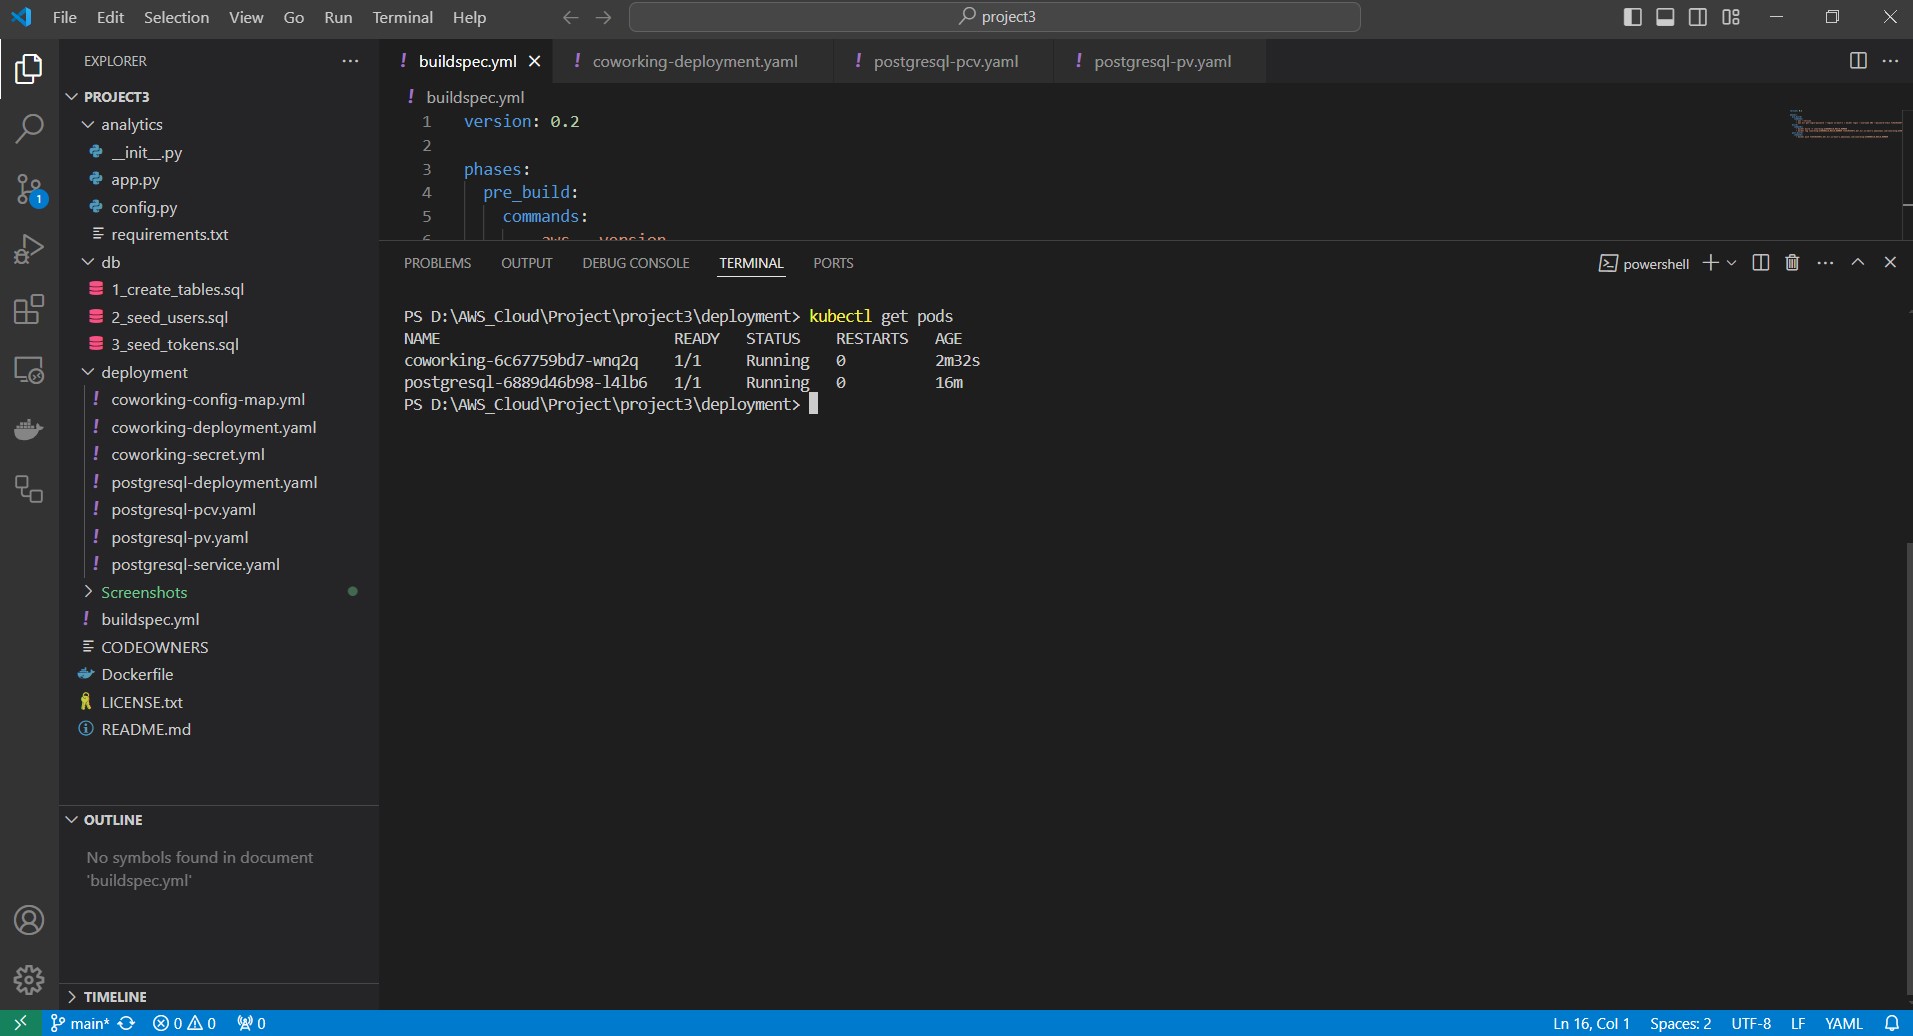 File Edit Selection View Go Run Terminal Help
project3
EXPLORER
PROJECT3
analytics
__init__.py
app.py
config.py
requirements.txt
db
1_create_tables.sql
2_seed_users.sql
3_seed_tokens.sql
deployment
coworking-config-map.yml
coworking-deployment.yaml
coworking-secret.yml
postgresql-deployment.yaml
postgresql-pcv.yaml
postgresql-pv.yaml
postgresql-service.yaml
Screenshots
buildspec.yml
CODEOWNERS
Dockerfile
LICENSE.txt
README.md
OUTLINE
No symbols found in document
'buildspec.yml'
TIMELINE
1
buildspec.yml coworking-deployment.yaml postgresql-pcv.yaml postgresql-pv.yaml
buildspec.yml
1 version: 0.2
2
3 phases:
4 pre_build:
5 commands:
6 aws --version
PROBLEMS OUTPUT DEBUG CONSOLE TERMINAL PORTS
powershell
PS D:\AWS_Cloud\Project\project3\deployment> kubectl get pods
NAME READY STATUS RESTARTS AGE
coworking-6c67759bd7-wnq2q 1/1 Running 0 2m32s
postgresql-6889d46b98-l4lb6 1/1 Running 0 16m
PS D:\AWS_Cloud\Project\project3\deployment>
main* 0 0 0
Ln 16, Col 1 Spaces: 2 UTF-8 LF YAML